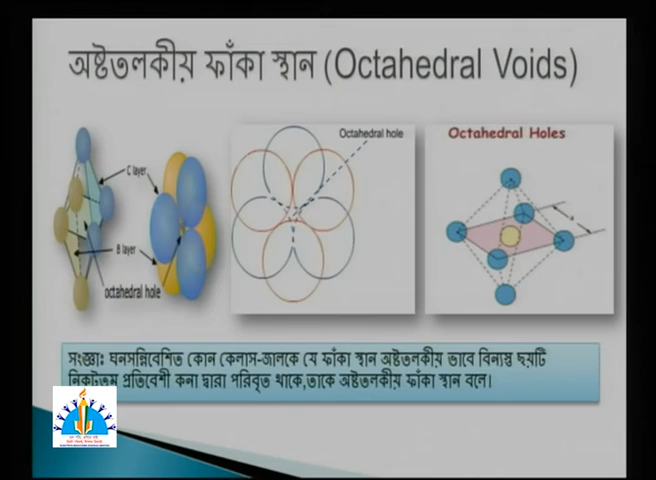 অষ্টতলকীয় ফাঁকা স্থান (Octahedral Voids)
C layer
B layer
octahedral hole
Octahedral hole
Octahedral Holes
সংজ্ঞাঃ ঘনসন্নিবেশিত কোন কেলাস-জালকে যে ফাঁকা স্থান অষ্টতলকীয় ভাবে বিন্যস্ত ছয়টি
নিকটতম প্রতিবেশী কনা দ্বারা পরিবৃত থাকে,তাকে অষ্টতলকীয় ফাঁকা স্থান বলে।